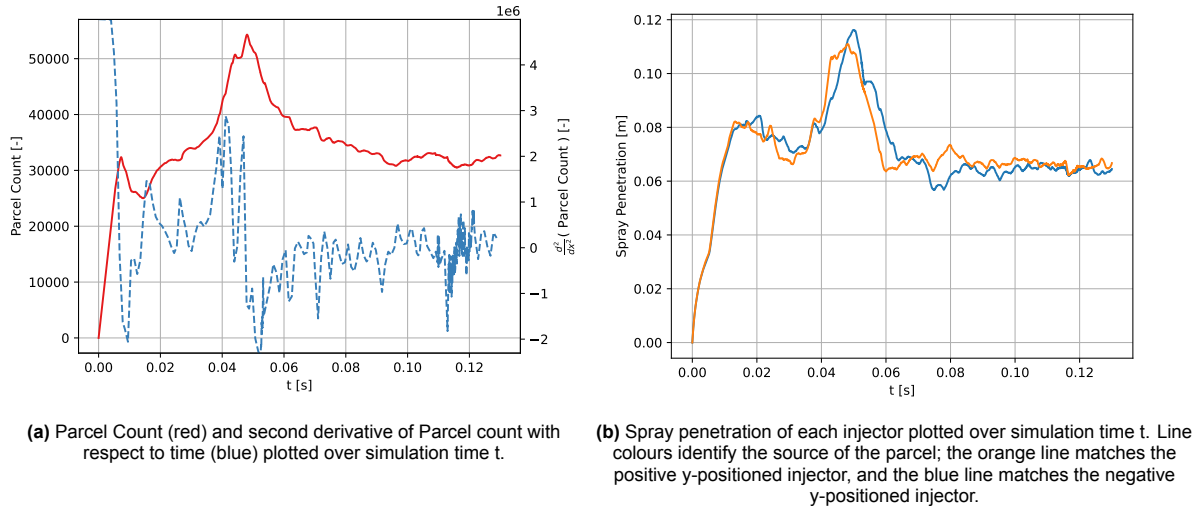 1e6
50000
40000
30000
20000
10000
0
Parcel Count [-]
4
3
2
1
0
−1
−2
d²/dx² ( Parcel Count ) [-]
0.00 0.02 0.04 0.06 0.08 0.10 0.12
t [s]
(a) Parcel Count (red) and second derivative of Parcel count with
respect to time (blue) plotted over simulation time t.
0.12
0.10
0.08
0.06
0.04
0.02
0.00
Spray Penetration [m]
0.00 0.02 0.04 0.06 0.08 0.10 0.12
t [s]
(b) Spray penetration of each injector plotted over simulation time t. Line
colours identify the source of the parcel; the orange line matches the
positive y-positioned injector, and the blue line matches the negative
y-positioned injector.